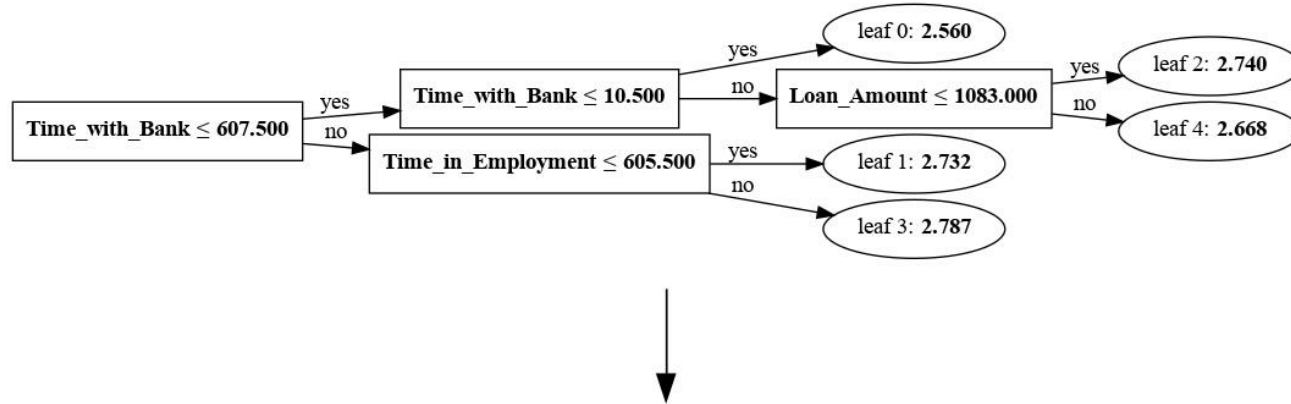 Time_with_Bank ≤ 607.500
yes
no
Time_with_Bank ≤ 10.500
yes
no
leaf 0: 2.560
Loan_Amount ≤ 1083.000
yes
no
leaf 2: 2.740
leaf 4: 2.668
Time_in_Employment ≤ 605.500
yes
no
leaf 1: 2.732
leaf 3: 2.787